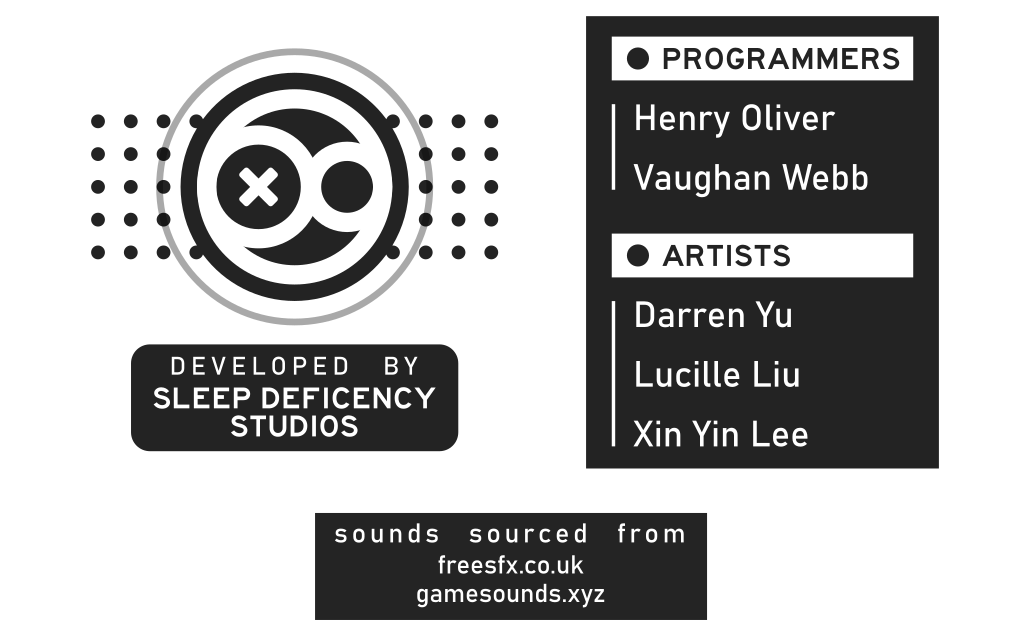 DEVELOPED BY
SLEEP DEFICENCY
STUDIOS
PROGRAMMERS
Henry Oliver
Vaughan Webb
ARTISTS
Darren Yu
Lucille Liu
Xin Yin Lee
sounds sourced from
freesfx.co.uk
gamesounds.xyz